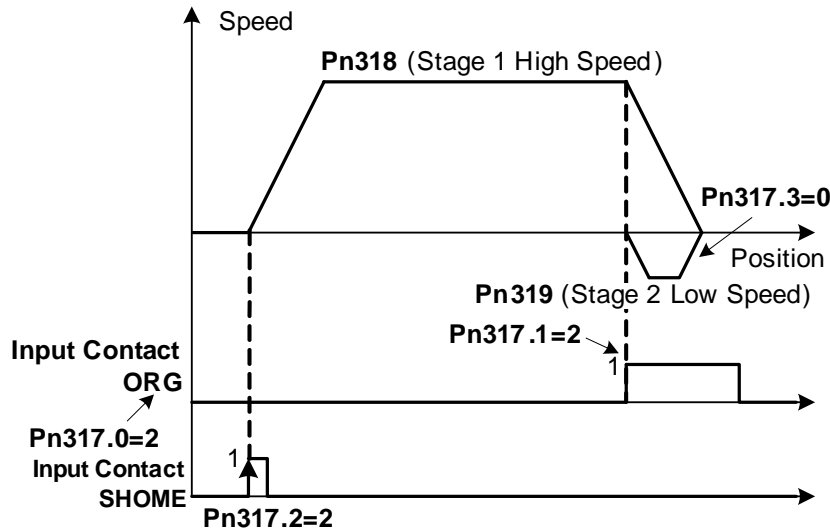 Speed
Pn318 (Stage 1 High Speed)
Pn317.3=0
Position
Pn319 (Stage 2 Low Speed)
Pn317.1=2
Input Contact
ORG
1
Pn317.0=2
Input Contact
SHOME
1
Pn317.2=2